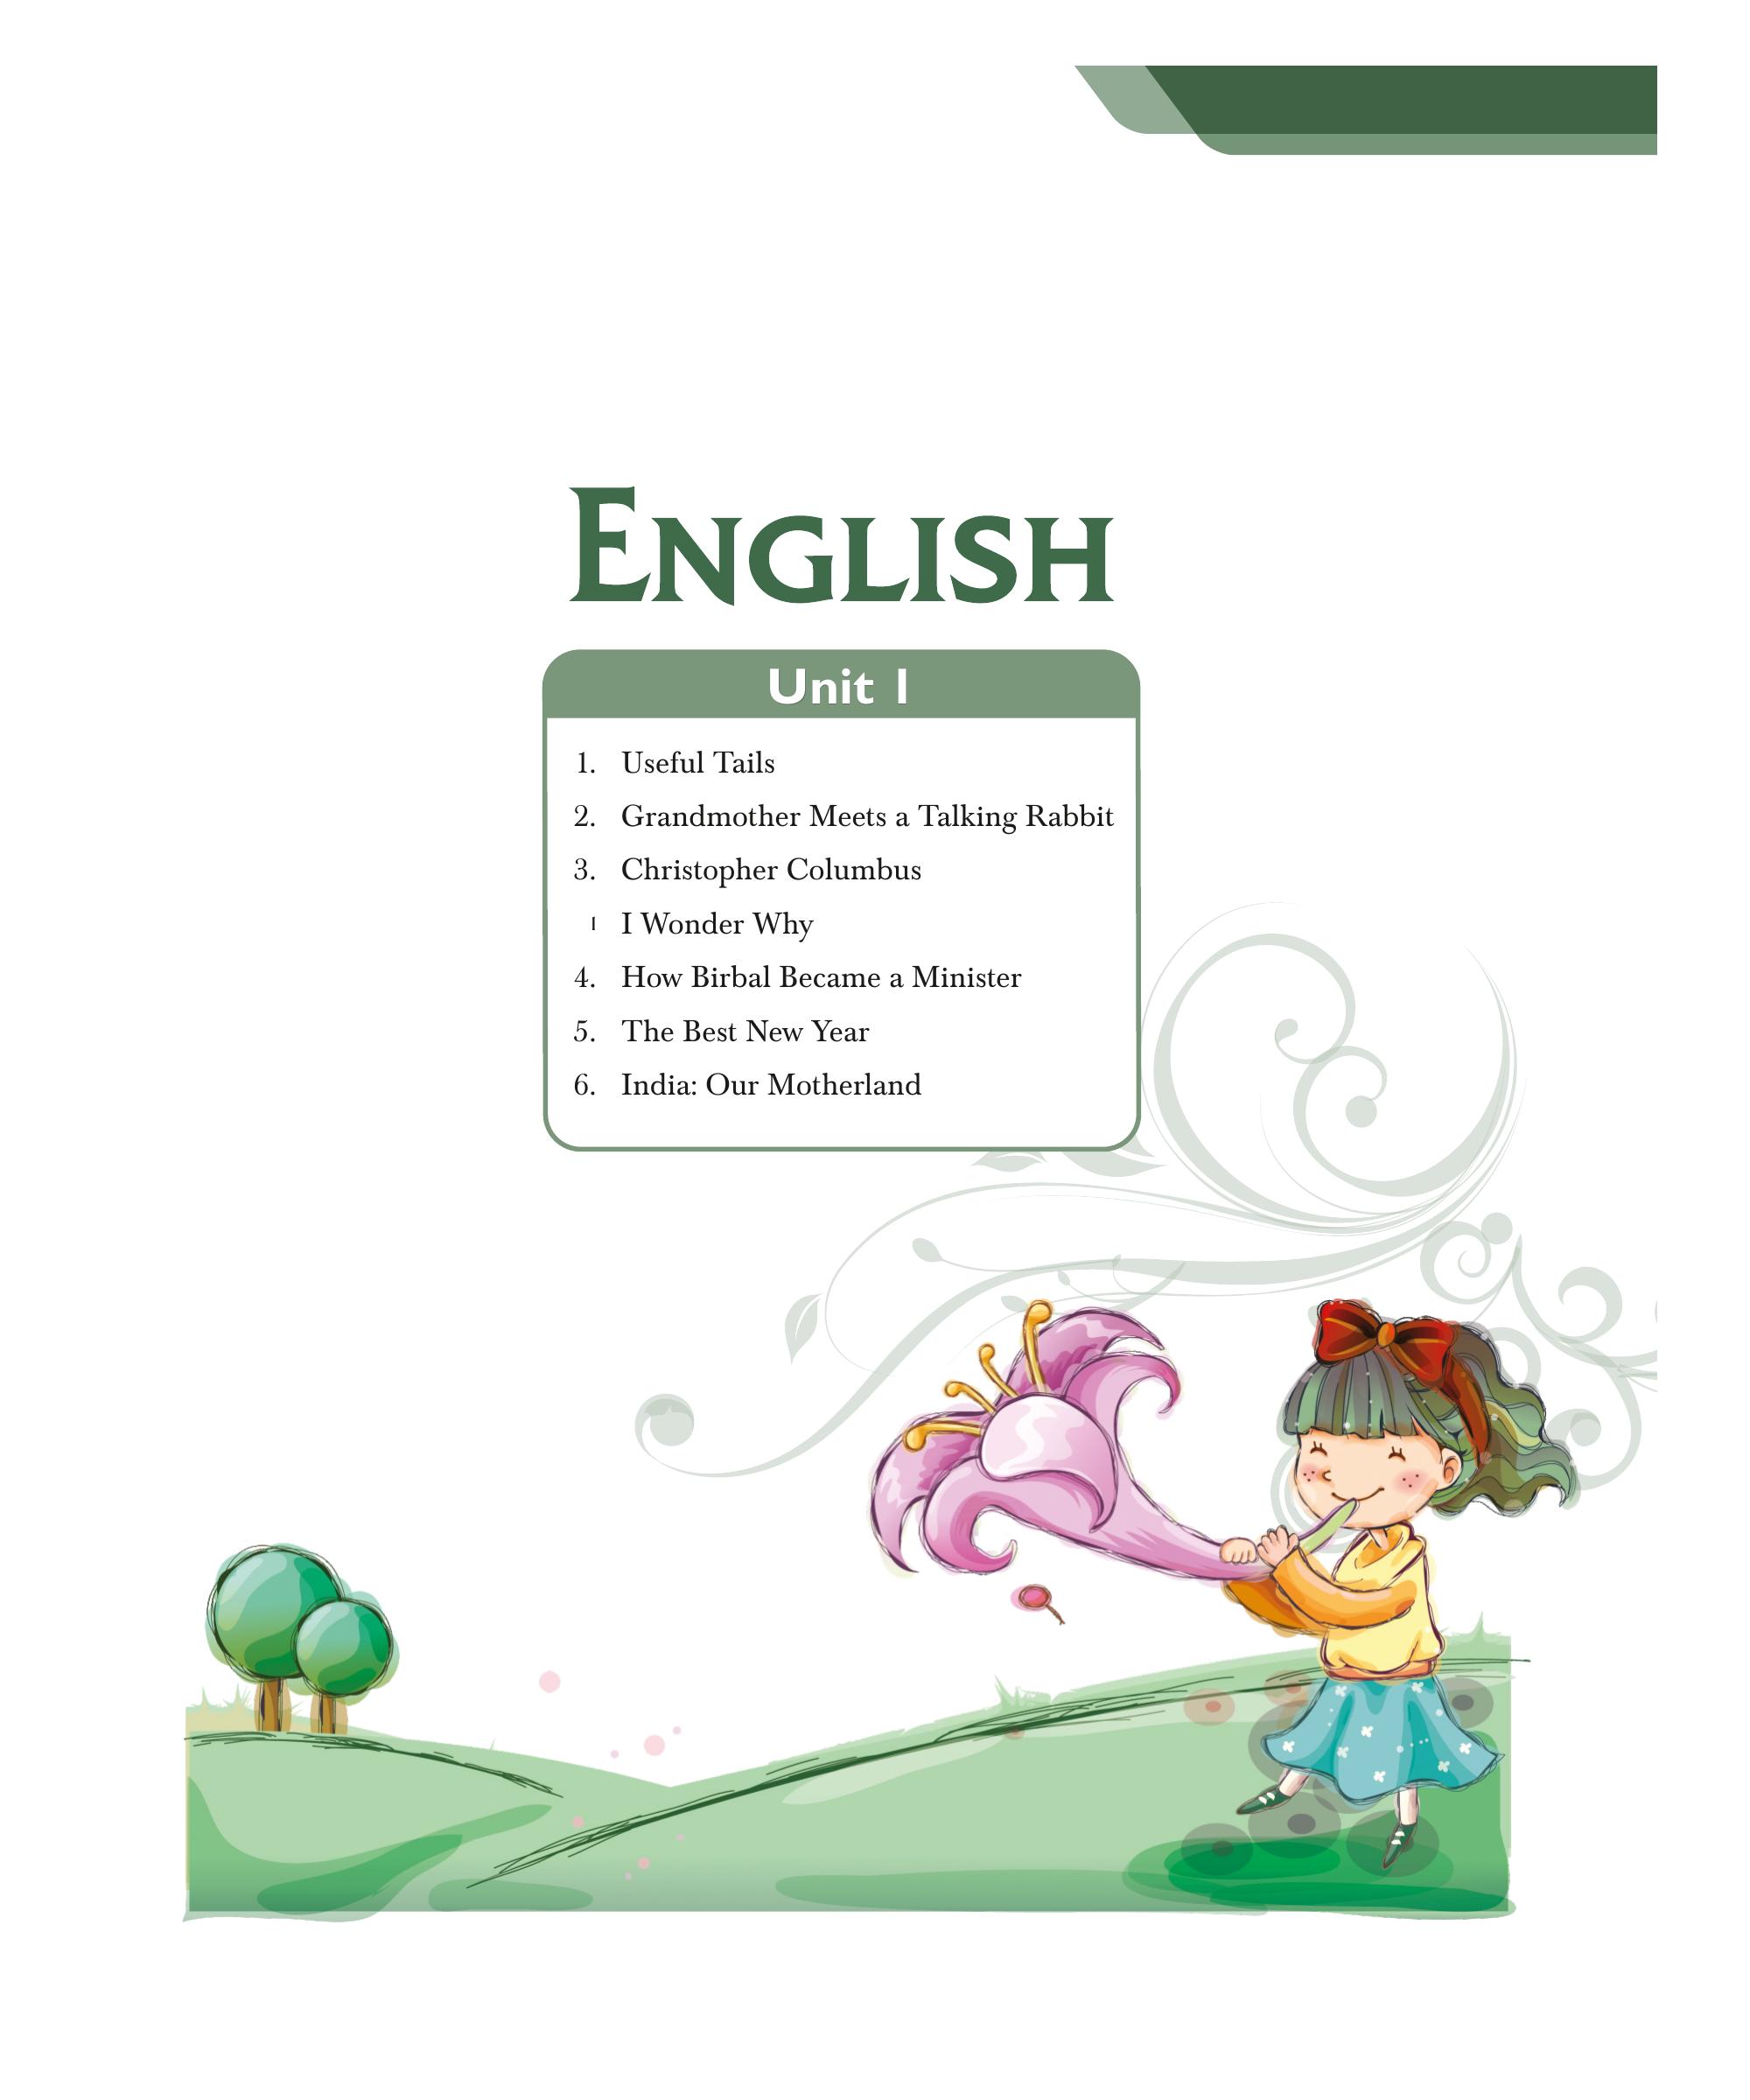 ENGLISH
Unit 1
1. Useful Tails
2. Grandmother Meets a Talking Rabbit
3. Christopher Columbus
I I Wonder Why
4. How Birbal Became a Minister
5. The Best New Year
6. India: Our Motherland